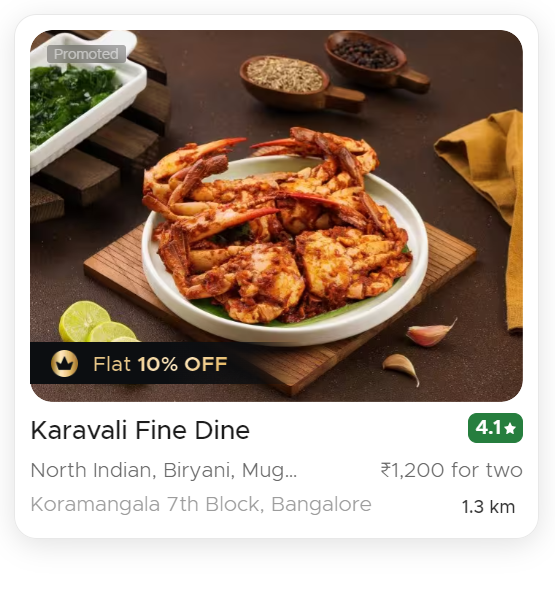 Promoted
Flat 10% OFF
Karavali Fine Dine
4.1★
North Indian, Biryani, Mug...
₹1,200 for two
Koramangala 7th Block, Bangalore
1.3 km